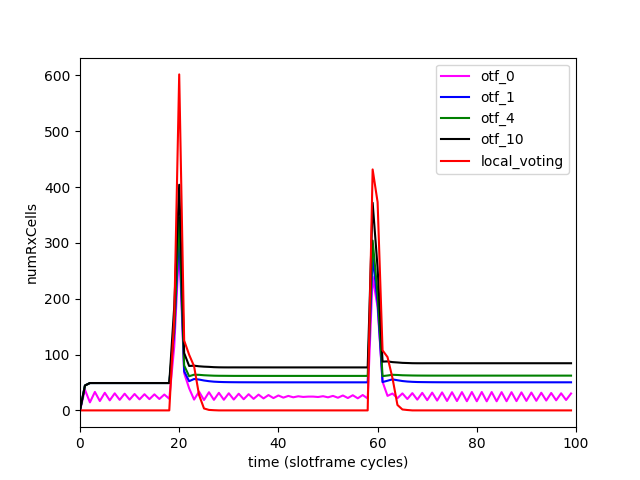 600
500
400
300
200
100
0
numRxCells
0 20 40 60 80 100
time (slotframe cycles)
otf_0
otf_1
otf_4
otf_10
local_voting